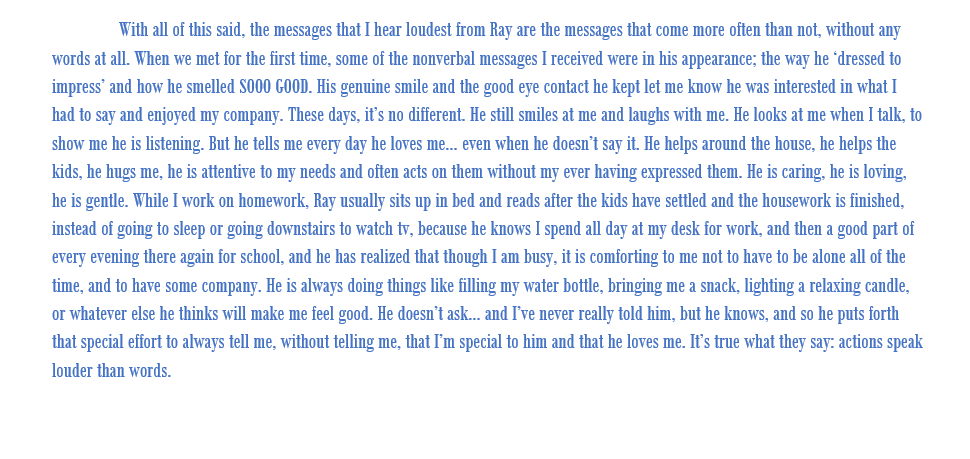 With all of this said, the messages that I hear loudest from Ray are the messages that come more often than not, without any
words at all. When we met for the first time, some of the nonverbal messages I received were in his appearance; the way he ‘dressed to
impress’ and how he smelled SOOO GOOD. His genuine smile and the good eye contact he kept let me know he was interested in what I
had to say and enjoyed my company. These days, it’s no different. He still smiles at me and laughs with me. He looks at me when I talk, to
show me he is listening. But he tells me every day he loves me... even when he doesn’t say it. He helps around the house, he helps the
kids, he hugs me, he is attentive to my needs and often acts on them without my ever having expressed them. He is caring, he is loving,
he is gentle. While I work on homework, Ray usually sits up in bed and reads after the kids have settled and the housework is finished,
instead of going to sleep or going downstairs to watch tv, because he knows I spend all day at my desk for work, and then a good part of
every evening there again for school, and he has realized that though I am busy, it is comforting to me not to have to be alone all of the
time, and to have some company. He is always doing things like filling my water bottle, bringing me a snack, lighting a relaxing candle,
or whatever else he thinks will make me feel good. He doesn’t ask... and I’ve never really told him, but he knows, and so he puts forth
that special effort to always tell me, without telling me, that I’m special to him and that he loves me. It’s true what they say: actions speak
louder than words.